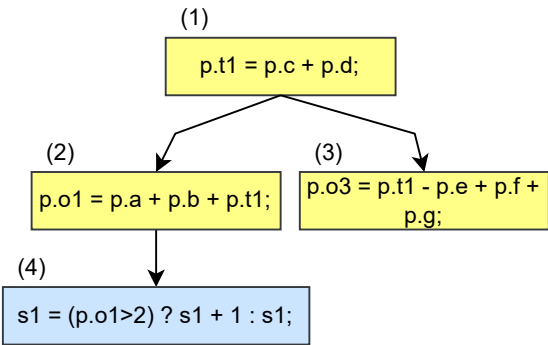 (1)
p.t1 = p.c + p.d;
(2)
p.o1 = p.a + p.b + p.t1;
(3)
p.o3 = p.t1 - p.e + p.f +
p.g;
(4)
s1 = (p.o1>2) ? s1 + 1 : s1;